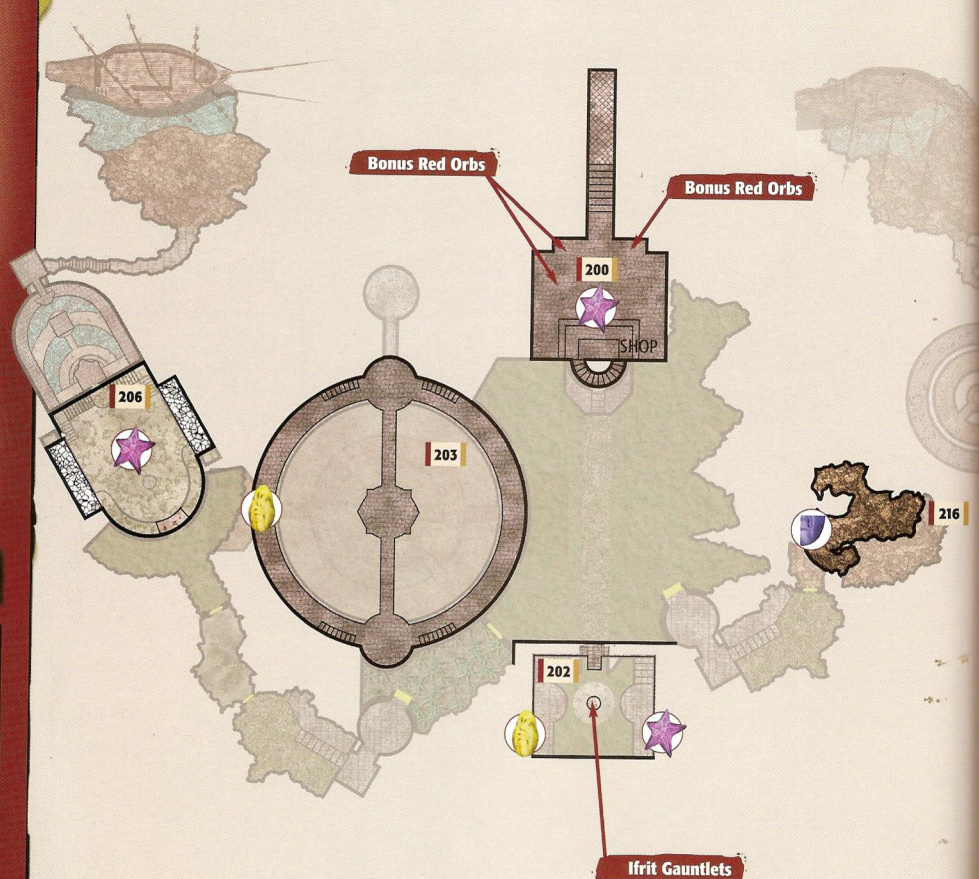 Bonus Red Orbs
Bonus Red Orbs
200
SHOP
206
203
216
202
Ifrit Gauntlets